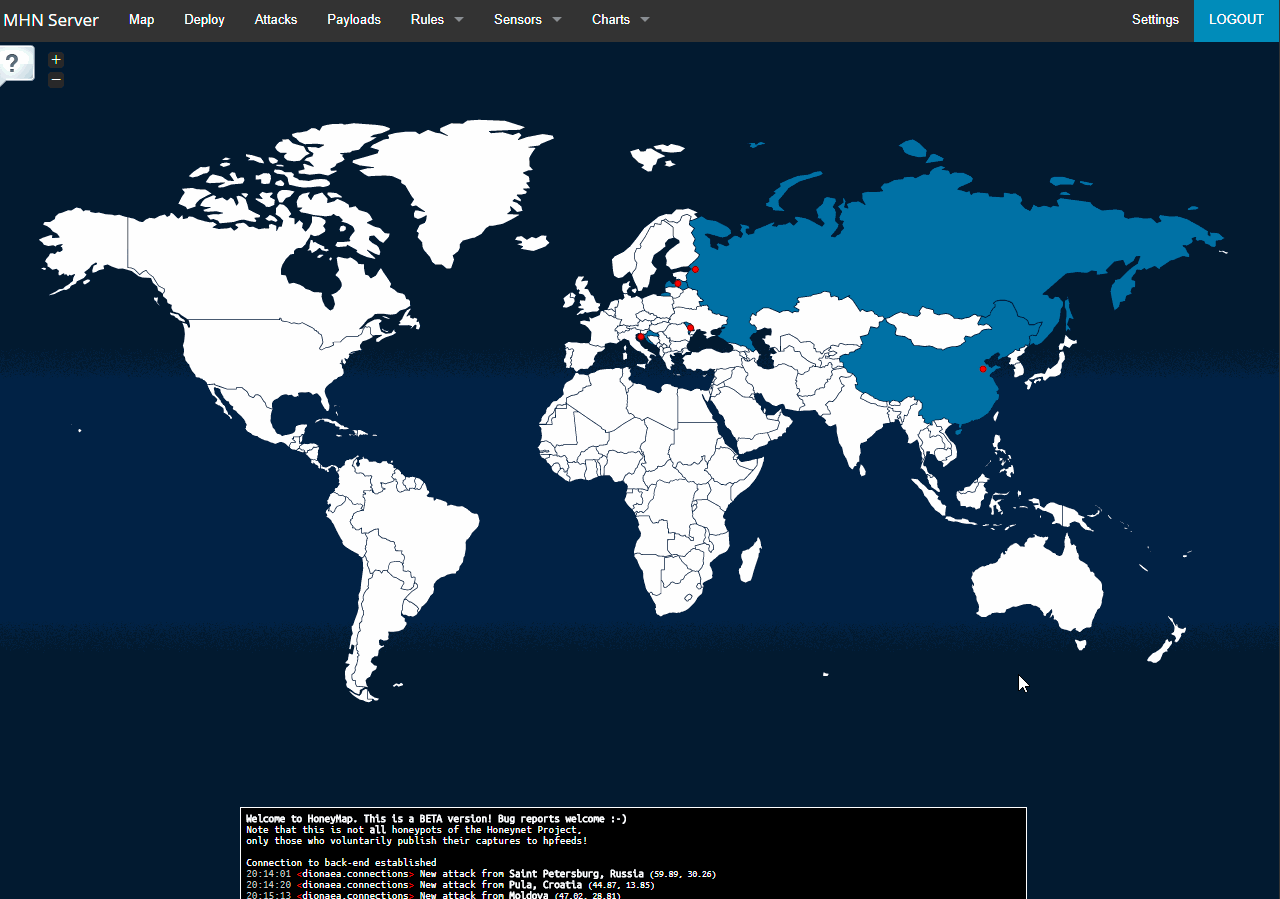 MHN Server Map Deploy Attacks Payloads Rules Sensors Charts Settings LOGOUT
?
+
−
Welcome to HoneyMap. This is a BETA version! Bug reports welcome :-)
Note that this is not all honeypots of the Honeynet Project,
only those who voluntarily publish their captures to hpfeeds!
Connection to back-end established
20:14:01 <dionaea.connections> New attack from Saint Petersburg, Russia (59.89, 30.26)
20:14:20 <dionaea.connections> New attack from Pula, Croatia (44.87, 13.85)
20:15:13 <dionaea.connections> New attack from Moldova (47.02, 28.81)